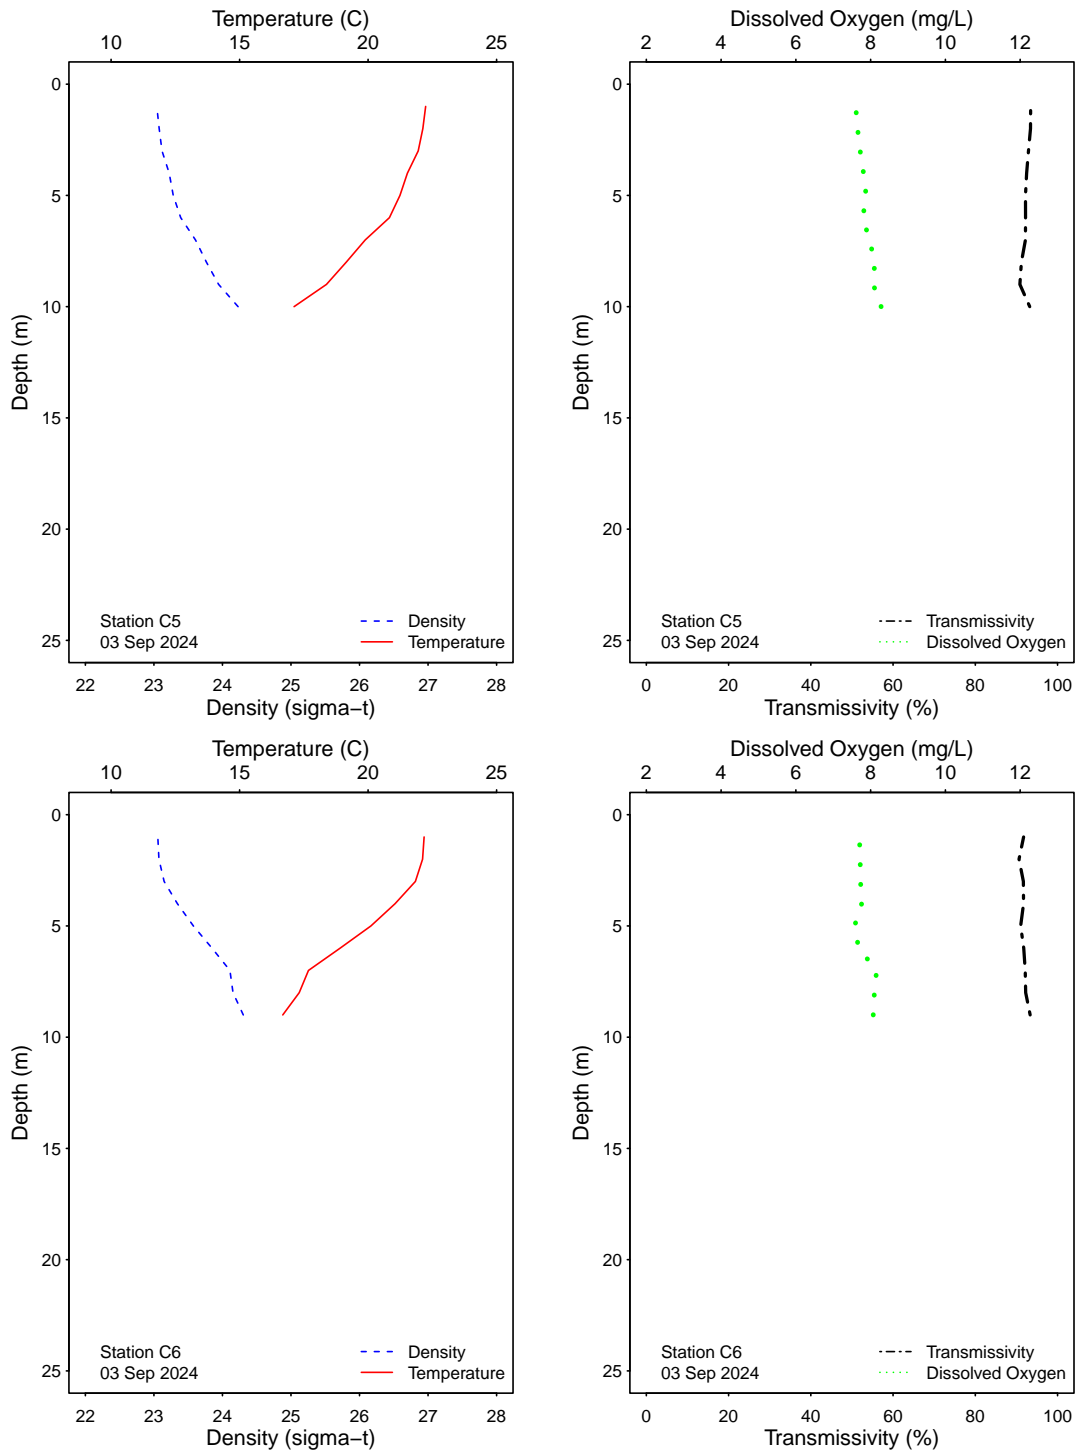 Temperature (C)
10 15 20 25
0
5
10
15
20
25
Depth (m)
Station C5
03 Sep 2024
Density
Temperature
22 23 24 25 26 27 28
Density (sigma−t)
Dissolved Oxygen (mg/L)
2 4 6 8 10 12
0
5
10
15
20
25
Depth (m)
Station C5
03 Sep 2024
Transmissivity
Dissolved Oxygen
0 20 40 60 80 100
Transmissivity (%)
Temperature (C)
10 15 20 25
0
5
10
15
20
25
Depth (m)
Station C6
03 Sep 2024
Density
Temperature
22 23 24 25 26 27 28
Density (sigma−t)
Dissolved Oxygen (mg/L)
2 4 6 8 10 12
0
5
10
15
20
25
Depth (m)
Station C6
03 Sep 2024
Transmissivity
Dissolved Oxygen
0 20 40 60 80 100
Transmissivity (%)